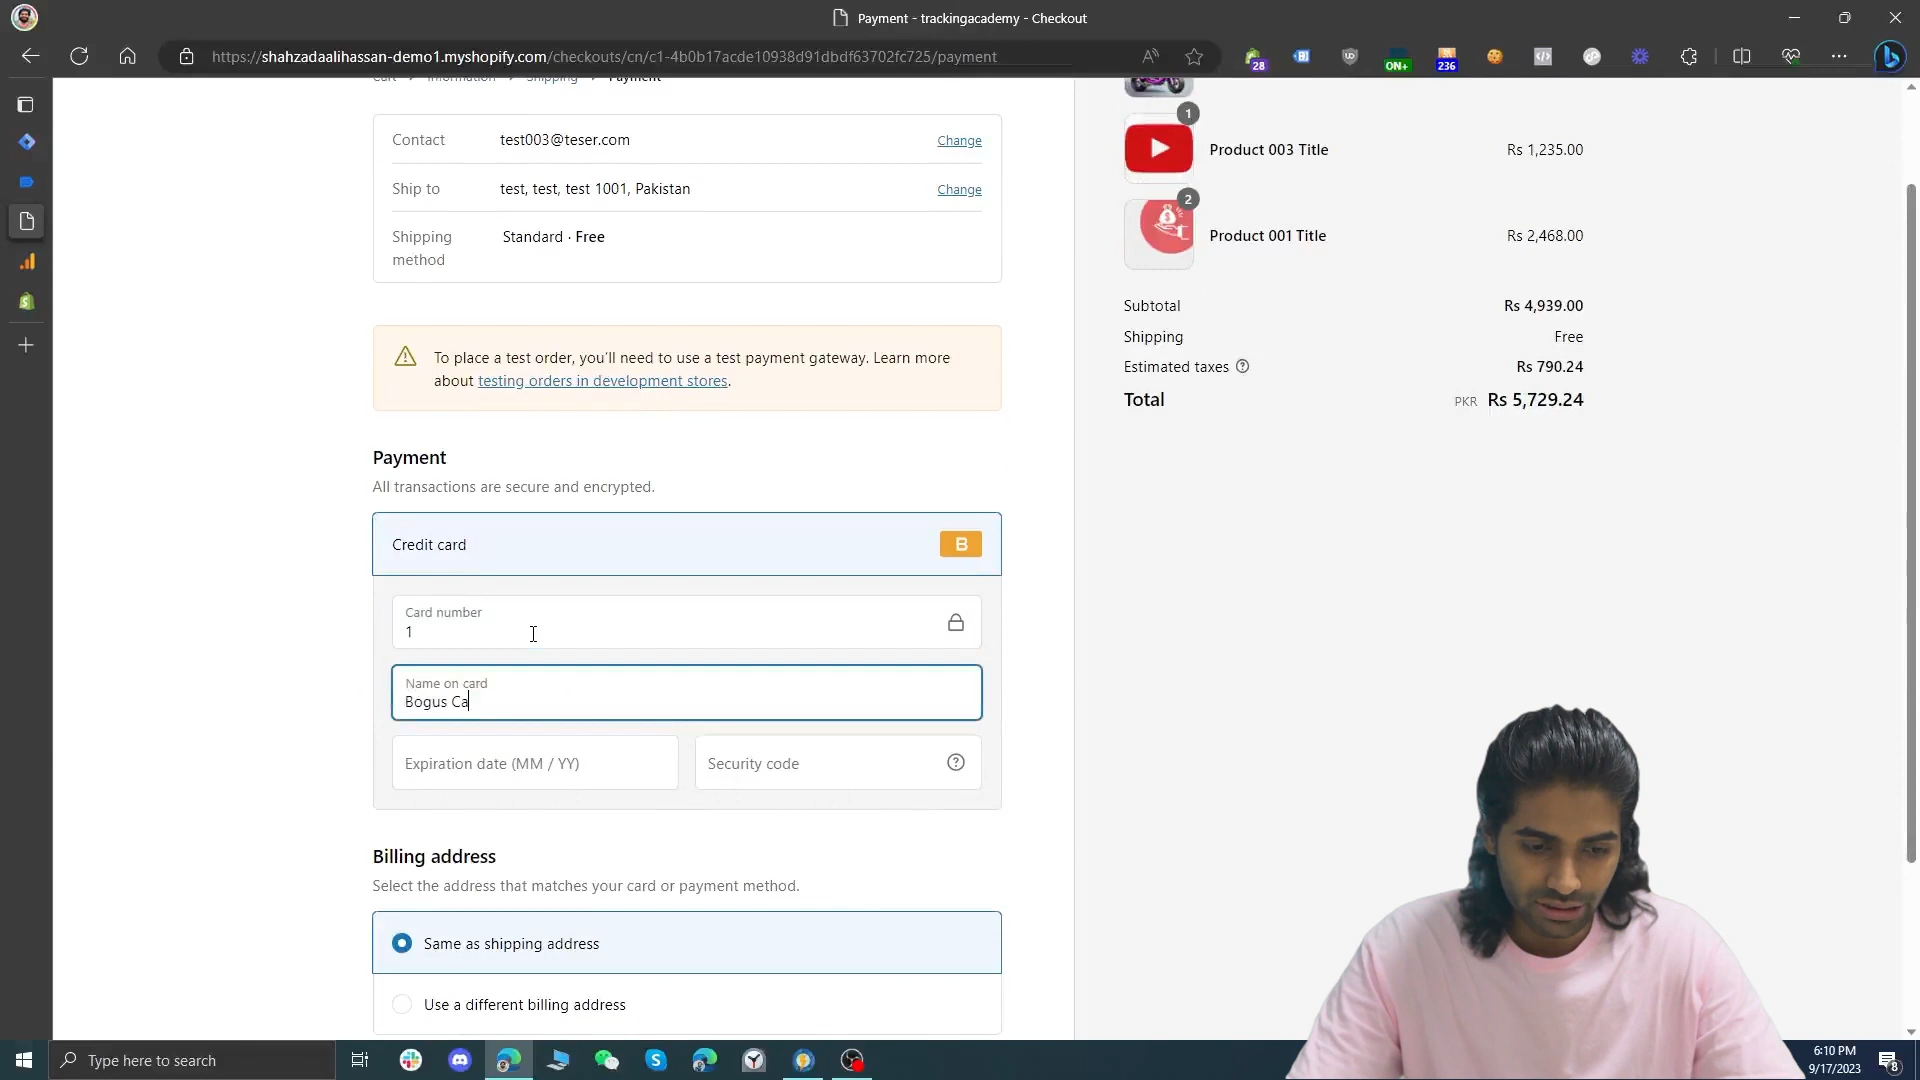 Payment - trackingacademy - Checkout
https://shahzadaalihassan-demo1.myshopify.com/checkouts/cn/c1-4b0b17acde10938d91dbdf63702fc725/payment
28
ON+
236
Cart > Information > Shipping > Payment
Contact test003@teser.com Change
Ship to test, test, test 1001, Pakistan Change
Shipping method Standard · Free
To place a test order, you'll need to use a test payment gateway. Learn more
about testing orders in development stores.
Payment
All transactions are secure and encrypted.
Credit card B
Card number
1
Name on card
Bogus Ca
Expiration date (MM / YY) Security code
Billing address
Select the address that matches your card or payment method.
Same as shipping address
Use a different billing address
1
Product 003 Title Rs 1,235.00
2
Product 001 Title Rs 2,468.00
Subtotal Rs 4,939.00
Shipping Free
Estimated taxes Rs 790.24
Total PKR Rs 5,729.24
Type here to search
6:10 PM
9/17/2023
8